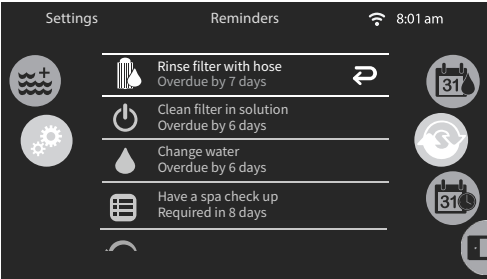 Settings
Reminders
8:01 am
Rinse filter with hose
Overdue by 7 days
Clean filter in solution
Overdue by 6 days
Change water
Overdue by 6 days
Have a spa check up
Required in 8 days
31
31